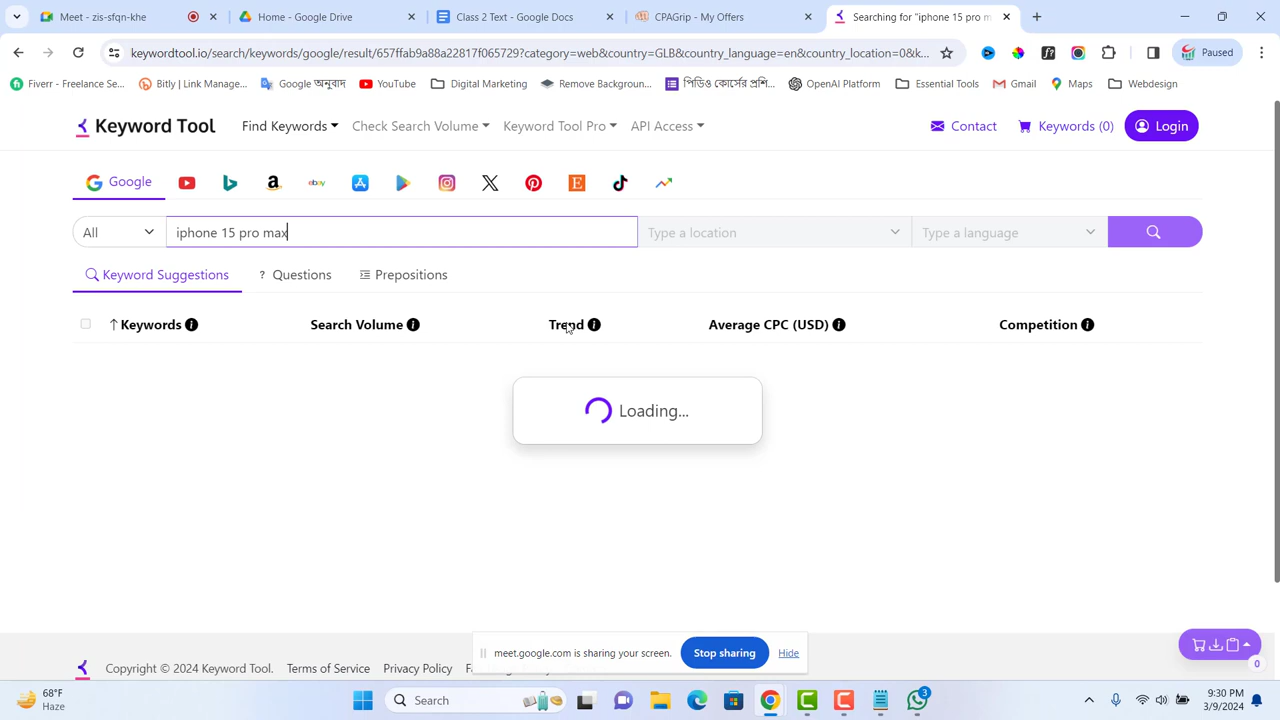 Meet - zis-sfqn-khe
Home - Google Drive
Class 2 Text - Google Docs
CPAGrip - My Offers
Searching for "iphone 15 pro m
keywordtool.io/search/keywords/google/result/657ffab9a88a22817f065729?category=web&country=GLB&country_language=en&country_location=0&k...
Paused
Fiverr - Freelance Se...
Bitly | Link Manage...
Google অনুবাদ
YouTube
Digital Marketing
Remove Background...
পিডিও কোর্সের প্রশি...
OpenAI Platform
Essential Tools
Gmail
Maps
Webdesign
Keyword Tool
Find Keywords
Check Search Volume
Keyword Tool Pro
API Access
Contact
Keywords (0)
Login
Google
All
iphone 15 pro max
Type a location
Type a language
Keyword Suggestions
? Questions
Prepositions
Keywords
Search Volume
Trend
Average CPC (USD)
Competition
Loading...
meet.google.com is sharing your screen.
Stop sharing
Hide
0
Copyright © 2024 Keyword Tool.
Terms of Service
Privacy Policy
68°F
Haze
Search
3
9:30 PM
3/9/2024